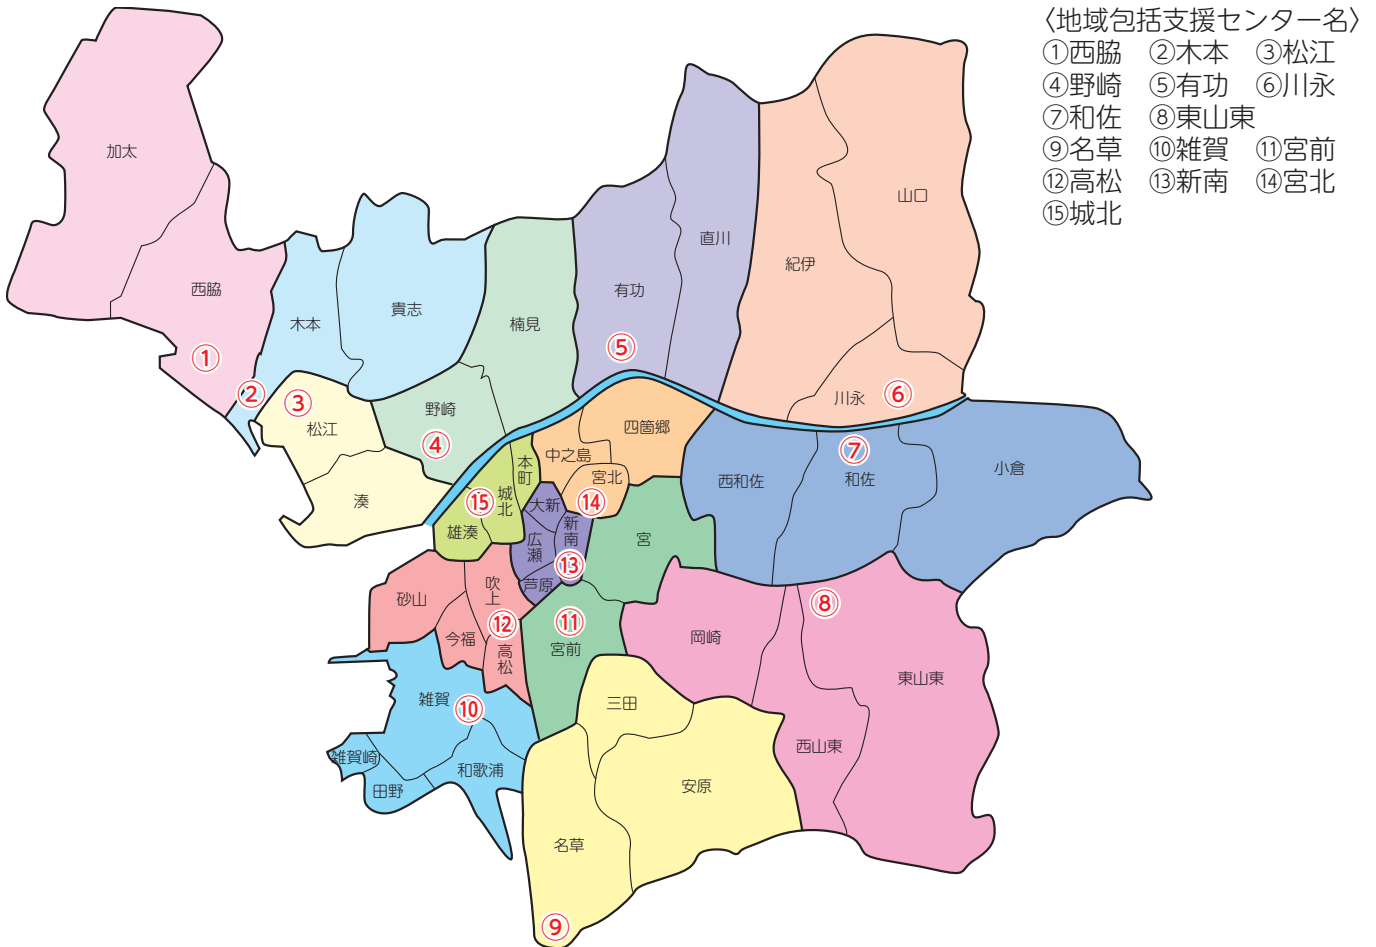 〈地域包括支援センター名〉
①西脇 ②木本 ③松江
④野崎 ⑤有功 ⑥川永
⑦和佐 ⑧東山東
⑨名草 ⑩雑賀 ⑪宮前
⑫高松 ⑬新南 ⑭宮北
⑮城北
加太
西脇
①
木本
②
貴志
楠見
有功
⑤
直川
紀伊
山口
川永
⑥
③
松江
湊
野崎
④
本町
城北
⑮
雄湊
中之島
四箇郷
宮北
⑭
大新
新南
広瀬
⑬
芦原
宮
西和佐
⑦
和佐
小倉
砂山
吹上
今福
⑫
高松
⑪
宮前
岡崎
⑧
東山東
西山東
雑賀
⑩
雑賀崎
田野
和歌浦
三田
安原
名草
⑨